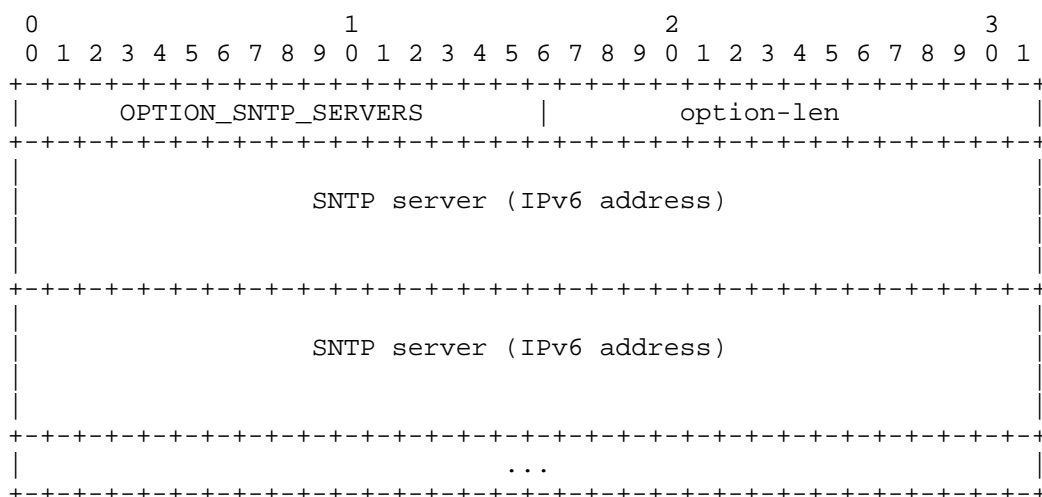 0                   1                   2                   3
 0 1 2 3 4 5 6 7 8 9 0 1 2 3 4 5 6 7 8 9 0 1 2 3 4 5 6 7 8 9 0 1
+-+-+-+-+-+-+-+-+-+-+-+-+-+-+-+-+-+-+-+-+-+-+-+-+-+-+-+-+-+-+-+-+
|      OPTION_SNTP_SERVERS       |        option-len            |
+-+-+-+-+-+-+-+-+-+-+-+-+-+-+-+-+-+-+-+-+-+-+-+-+-+-+-+-+-+-+-+-+
|                                                               |
|                  SNTP server (IPv6 address)                   |
|                                                               |
|                                                               |
+-+-+-+-+-+-+-+-+-+-+-+-+-+-+-+-+-+-+-+-+-+-+-+-+-+-+-+-+-+-+-+-+
|                                                               |
|                  SNTP server (IPv6 address)                   |
|                                                               |
|                                                               |
+-+-+-+-+-+-+-+-+-+-+-+-+-+-+-+-+-+-+-+-+-+-+-+-+-+-+-+-+-+-+-+-+
|                              ...                              |
+-+-+-+-+-+-+-+-+-+-+-+-+-+-+-+-+-+-+-+-+-+-+-+-+-+-+-+-+-+-+-+-+